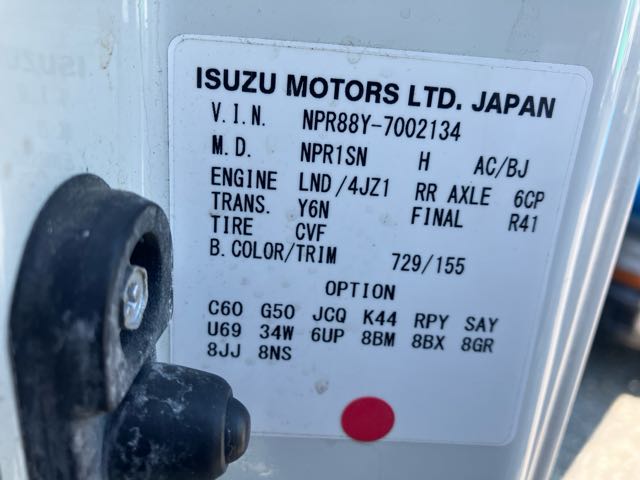 ISUZU MOTORS LTD. JAPAN
V.I.N. NPR88Y-7002134
M.D. NPR1SN H AC/BJ
ENGINE LND/4JZ1 RR AXLE 6CP
TRANS. Y6N FINAL R41
TIRE CVF
B.COLOR/TRIM 729/155
OPTION
C60 G50 JCQ K44 RPY SAY
U69 34W 6UP 8BM 8BX 8GR
8JJ 8NS